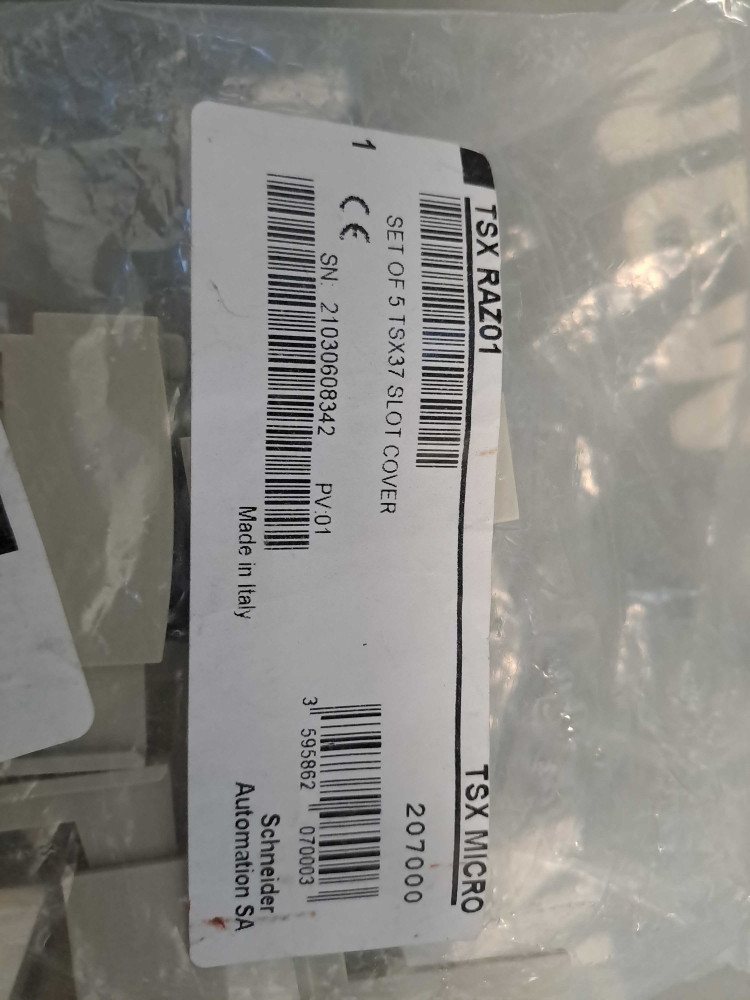 TSX RAZ01
TSX MICRO
207000
SET OF 5 TSX37 SLOT COVER
1
CE
SN: 21030608342 PV:01
3 595862 070003
Made in Italy
Schneider
Automation SA